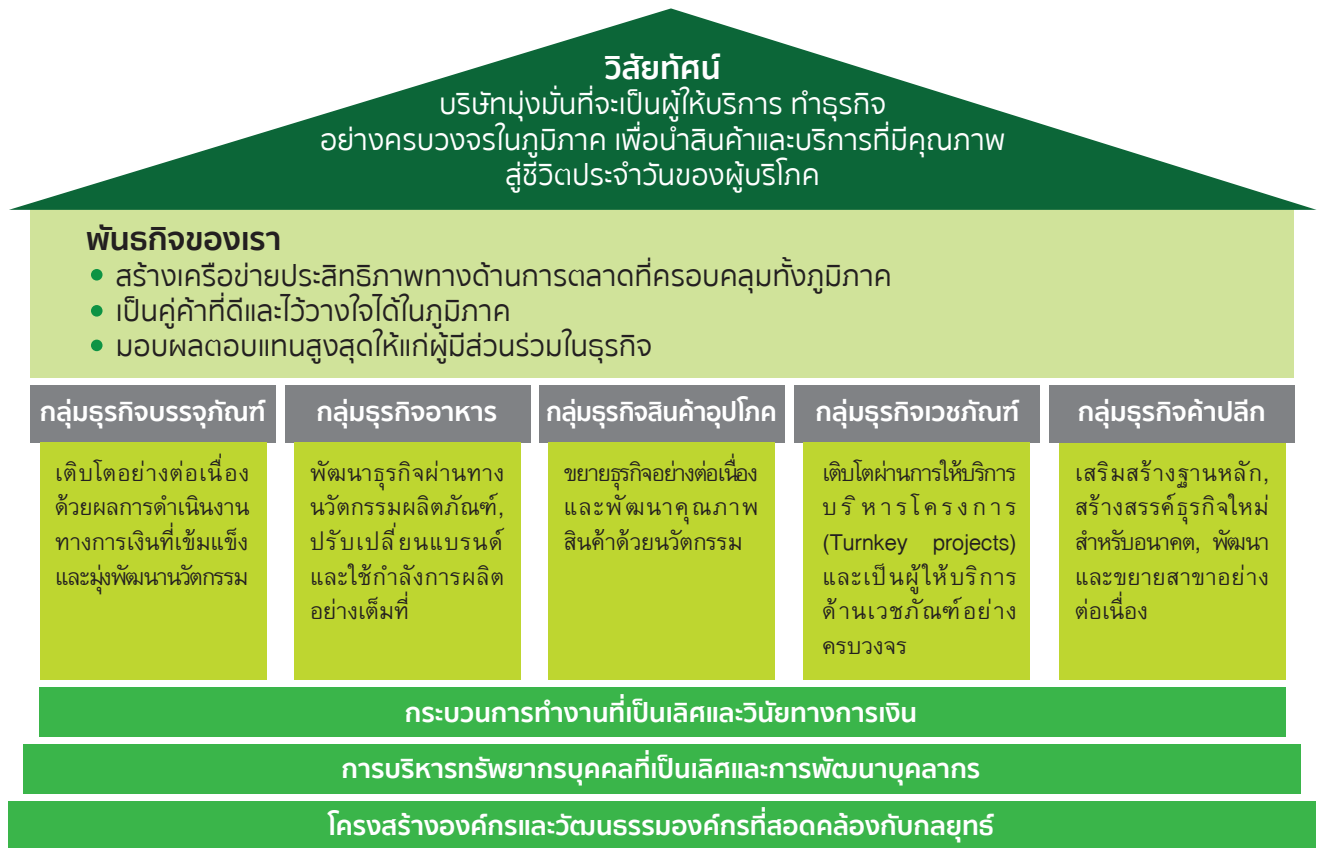 วิสัยทัศน์
บริษัทมุ่งมั่นที่จะเป็นผู้ให้บริการ ทำธุรกิจ
อย่างครบวงจรในภูมิภาค เพื่อนำสินค้าและบริการที่มีคุณภาพ
สู่ชีวิตประจำวันของผู้บริโภค
พันธกิจของเรา
• สร้างเครือข่ายประสิทธิภาพทางด้านการตลาดที่ครอบคลุมทั้งภูมิภาค
• เป็นคู่ค้าที่ดีและไว้วางใจได้ในภูมิภาค
• มอบผลตอบแทนสูงสุดให้แก่ผู้มีส่วนร่วมในธุรกิจ
กลุ่มธุรกิจบรรจุภัณฑ์
เติบโตอย่างต่อเนื่อง
ด้วยผลการดำเนินงาน
ทางการเงินที่เข้มแข็ง
และมุ่งพัฒนานวัตกรรม
กลุ่มธุรกิจอาหาร
พัฒนาธุรกิจผ่านทาง
นวัตกรรมผลิตภัณฑ์,
ปรับเปลี่ยนแบรนด์
และใช้กำลังการผลิต
อย่างเต็มที่
กลุ่มธุรกิจสินค้าอุปโภค
ขยายธุรกิจอย่างต่อเนื่อง
และพัฒนาคุณภาพ
สินค้าด้วยนวัตกรรม
กลุ่มธุรกิจเวชภัณฑ์
เติบโตผ่านการให้บริการ
บริหารโครงการ
(Turnkey projects)
และเป็นผู้ให้บริการ
ด้านเวชภัณฑ์อย่าง
ครบวงจร
กลุ่มธุรกิจค้าปลีก
เสริมสร้างฐานหลัก,
สร้างสรรค์ธุรกิจใหม่
สำหรับอนาคต, พัฒนา
และขยายสาขาอย่าง
ต่อเนื่อง
กระบวนการทำงานที่เป็นเลิศและวินัยทางการเงิน
การบริหารทรัพยากรบุคคลที่เป็นเลิศและการพัฒนาบุคลากร
โครงสร้างองค์กรและวัฒนธรรมองค์กรที่สอดคล้องกับกลยุทธ์